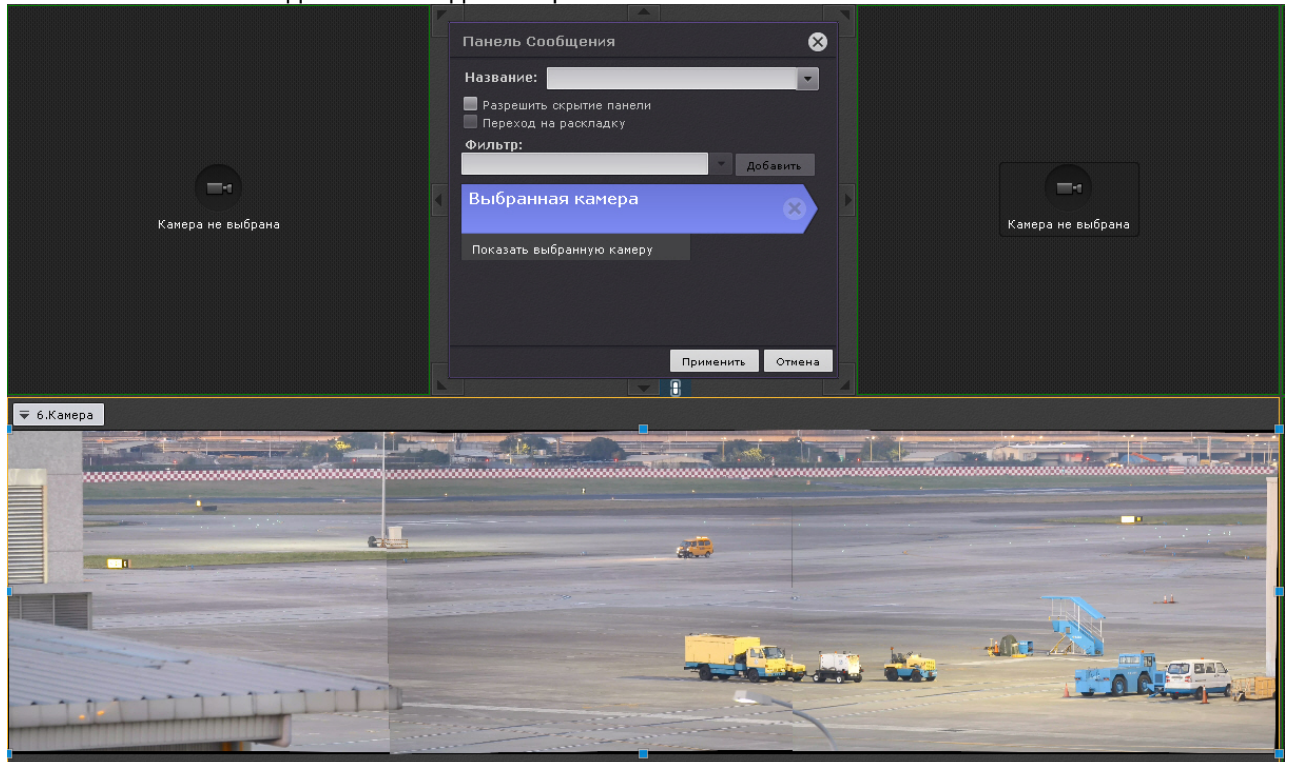 Панель Сообщения
Название:
Разрешить скрытие панели
Переход на раскладку
Фильтр:
Добавить
Выбранная камера
Показать выбранную камеру
Камера не выбрана
Камера не выбрана
Применить Отмена
6.Камера